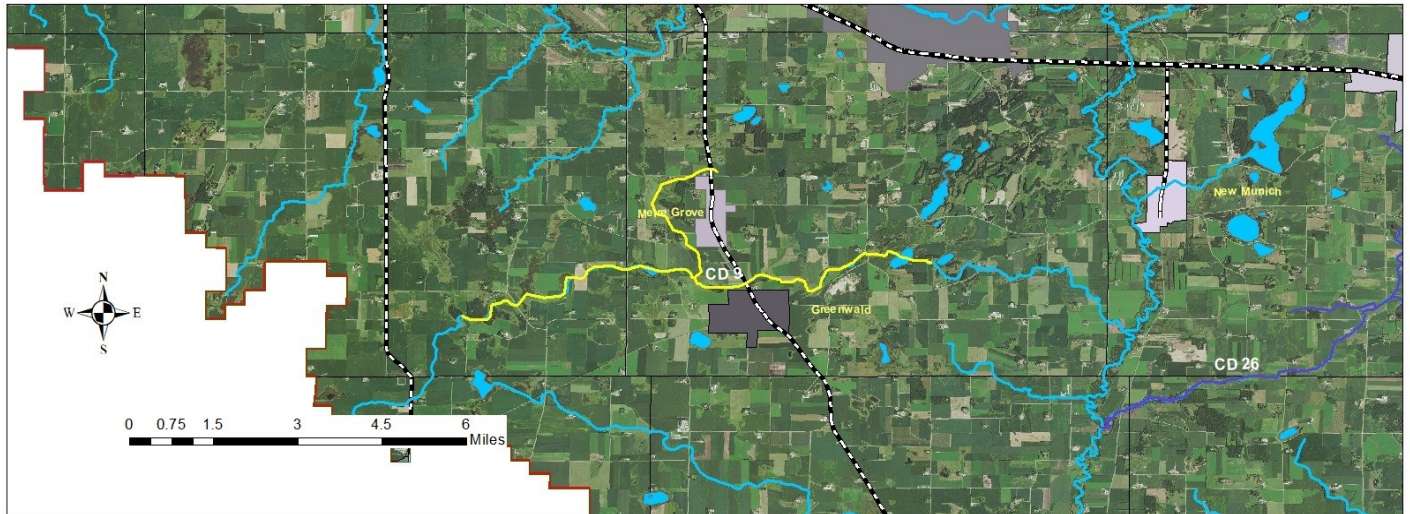 New Munich
Meire Grove
CD 9
Greenwald
CD 26
N
W E
S
0 0.75 1.5 3 4.5 6
Miles